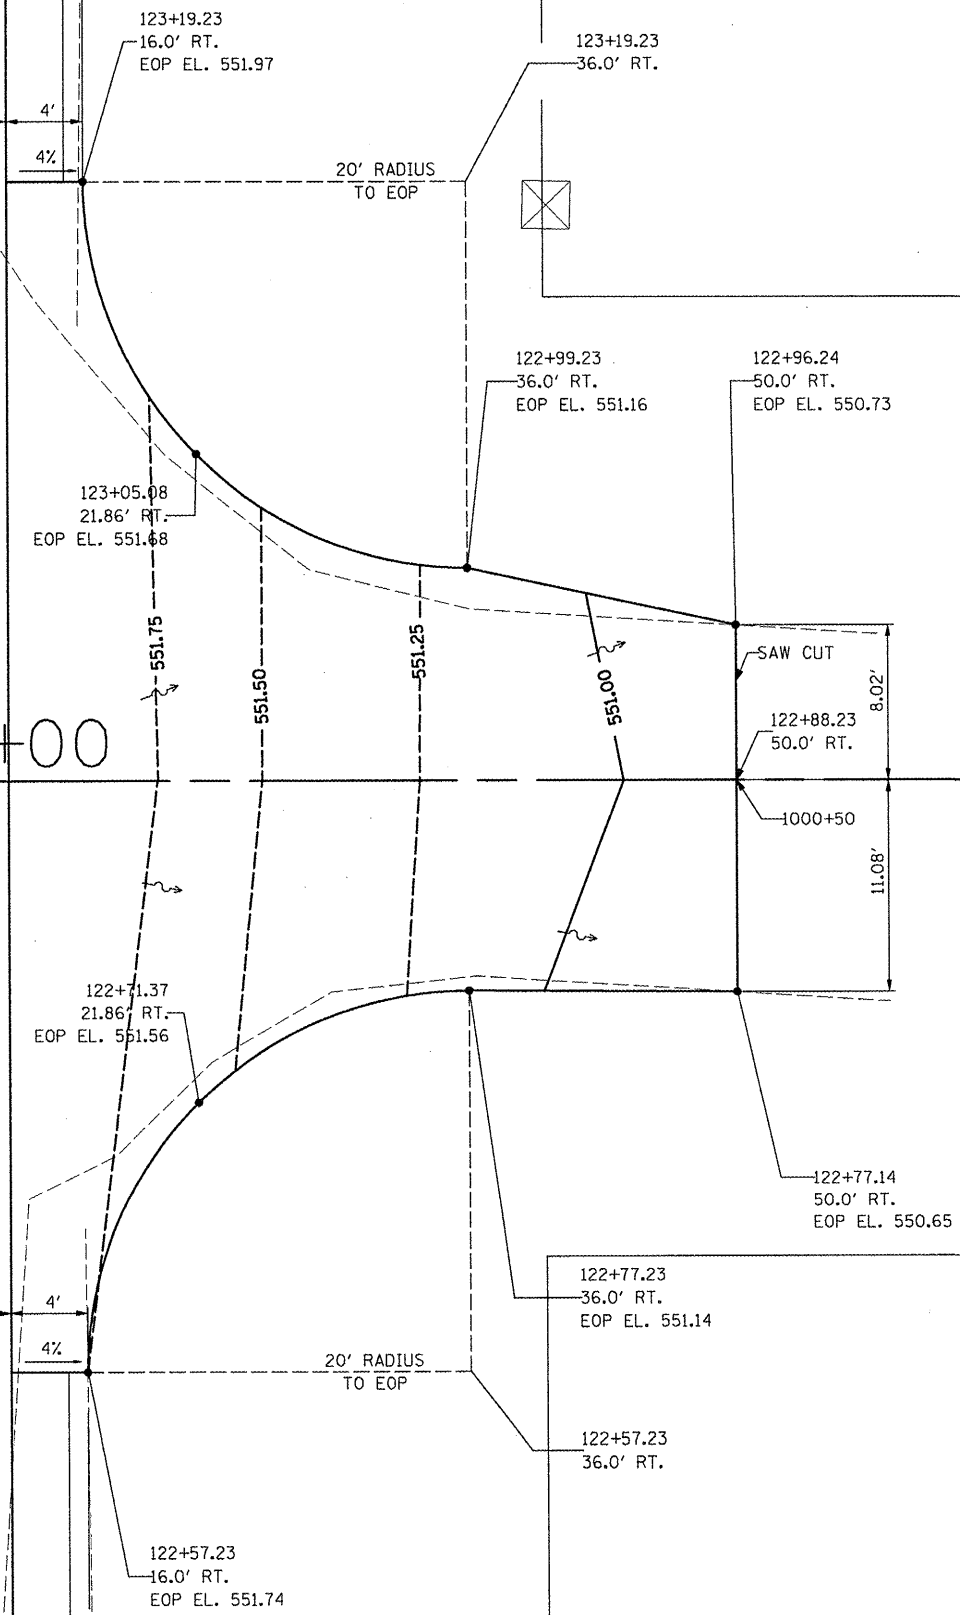 123+19.23
16.0' RT.
EOP EL. 551.97
123+19.23
36.0' RT.
4'
4%
20' RADIUS
TO EOP
122+99.23
36.0' RT.
EOP EL. 551.16
122+96.24
50.0' RT.
EOP EL. 550.73
123+05.08
21.86' RT.
EOP EL. 551.68
551.75
551.50
551.25
551.00
SAW CUT
8.02'
122+88.23
50.0' RT.
+00
1000+50
11.08'
122+71.37
21.86' RT.
EOP EL. 551.56
122+77.14
50.0' RT.
EOP EL. 550.65
122+77.23
36.0' RT.
EOP EL. 551.14
4'
4%
20' RADIUS
TO EOP
122+57.23
36.0' RT.
122+57.23
16.0' RT.
EOP EL. 551.74